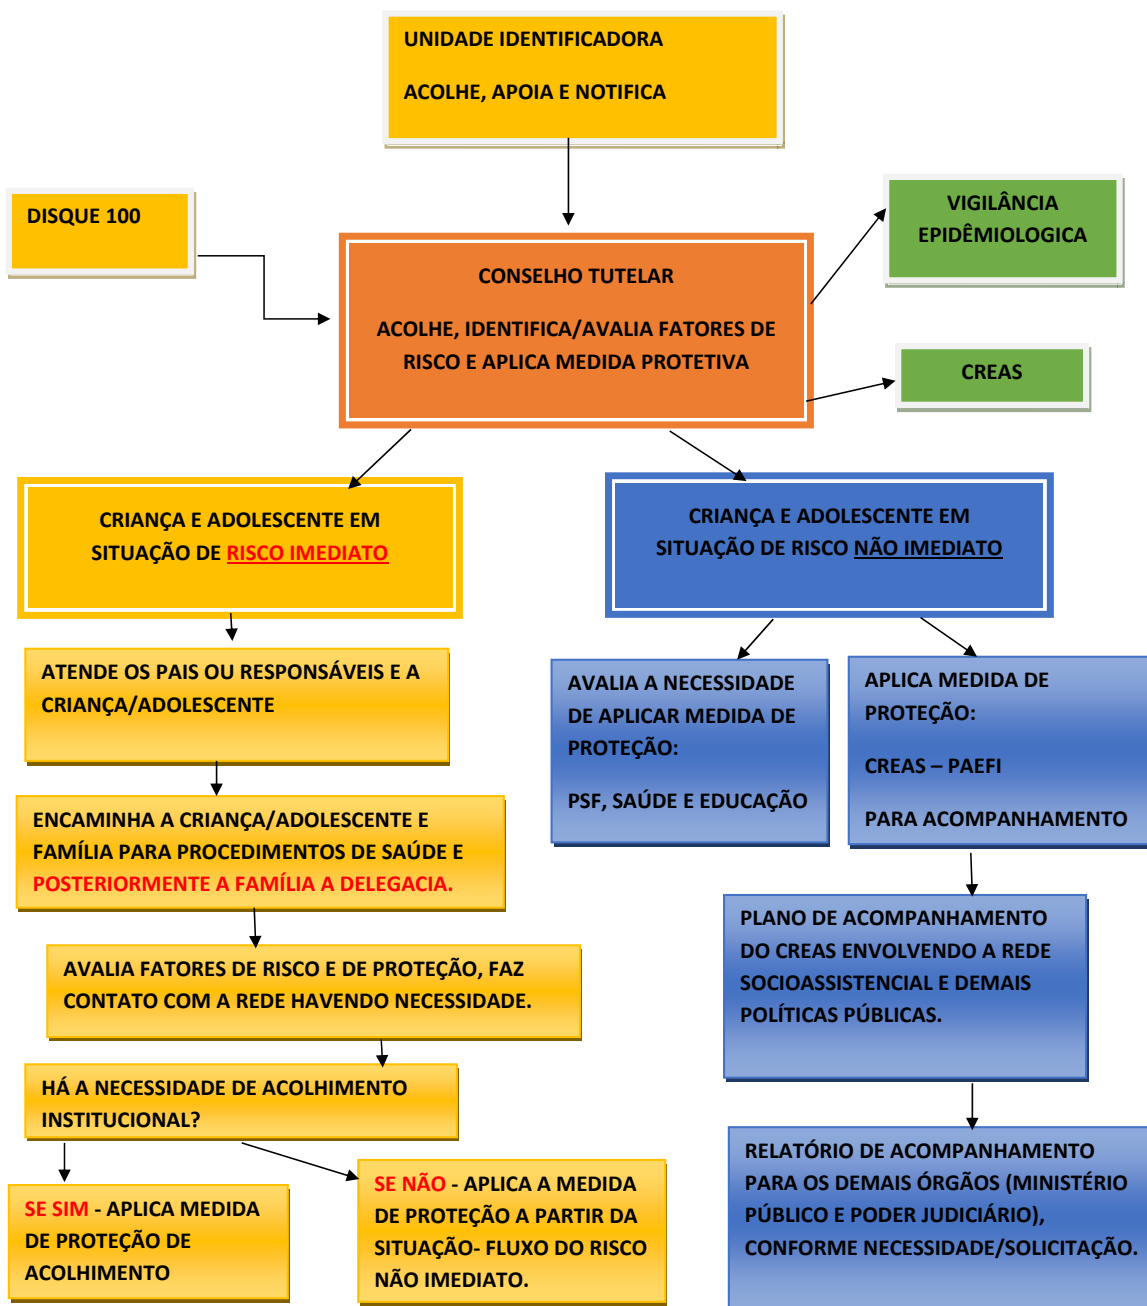 UNIDADE IDENTIFICADORA
ACOLHE, APOIA E NOTIFICA
DISQUE 100
VIGILÂNCIA
EPIDÊMIOLOGICA
CONSELHO TUTELAR
ACOLHE, IDENTIFICA/AVALIA FATORES DE
RISCO E APLICA MEDIDA PROTETIVA
CREAS
CRIANÇA E ADOLESCENTE EM
SITUAÇÃO DE RISCO IMEDIATO
CRIANÇA E ADOLESCENTE EM
SITUAÇÃO DE RISCO NÃO IMEDIATO
ATENDE OS PAIS OU RESPONSÁVEIS E A
CRIANÇA/ADOLESCENTE
ENCAMINHA A CRIANÇA/ADOLESCENTE E
FAMÍLIA PARA PROCEDIMENTOS DE SAÚDE E
POSTERIORMENTE A FAMÍLIA A DELEGACIA.
AVALIA FATORES DE RISCO E DE PROTEÇÃO, FAZ
CONTATO COM A REDE HAVENDO NECESSIDADE.
HÁ A NECESSIDADE DE ACOLHIMENTO
INSTITUCIONAL?
SE SIM - APLICA MEDIDA
DE PROTEÇÃO DE
ACOLHIMENTO
SE NÃO - APLICA A MEDIDA
DE PROTEÇÃO A PARTIR DA
SITUAÇÃO- FLUXO DO RISCO
NÃO IMEDIATO.
AVALIA A NECESSIDADE
DE APLICAR MEDIDA DE
PROTEÇÃO:
PSF, SAÚDE E EDUCAÇÃO
APLICA MEDIDA DE
PROTEÇÃO:
CREAS – PAEFI
PARA ACOMPANHAMENTO
PLANO DE ACOMPANHAMENTO
DO CREAS ENVOLVENDO A REDE
SOCIOASSISTENCIAL E DEMAIS
POLÍTICAS PÚBLICAS.
RELATÓRIO DE ACOMPANHAMENTO
PARA OS DEMAIS ÓRGÃOS (MINISTÉRIO
PÚBLICO E PODER JUDICIÁRIO),
CONFORME NECESSIDADE/SOLICITAÇÃO.